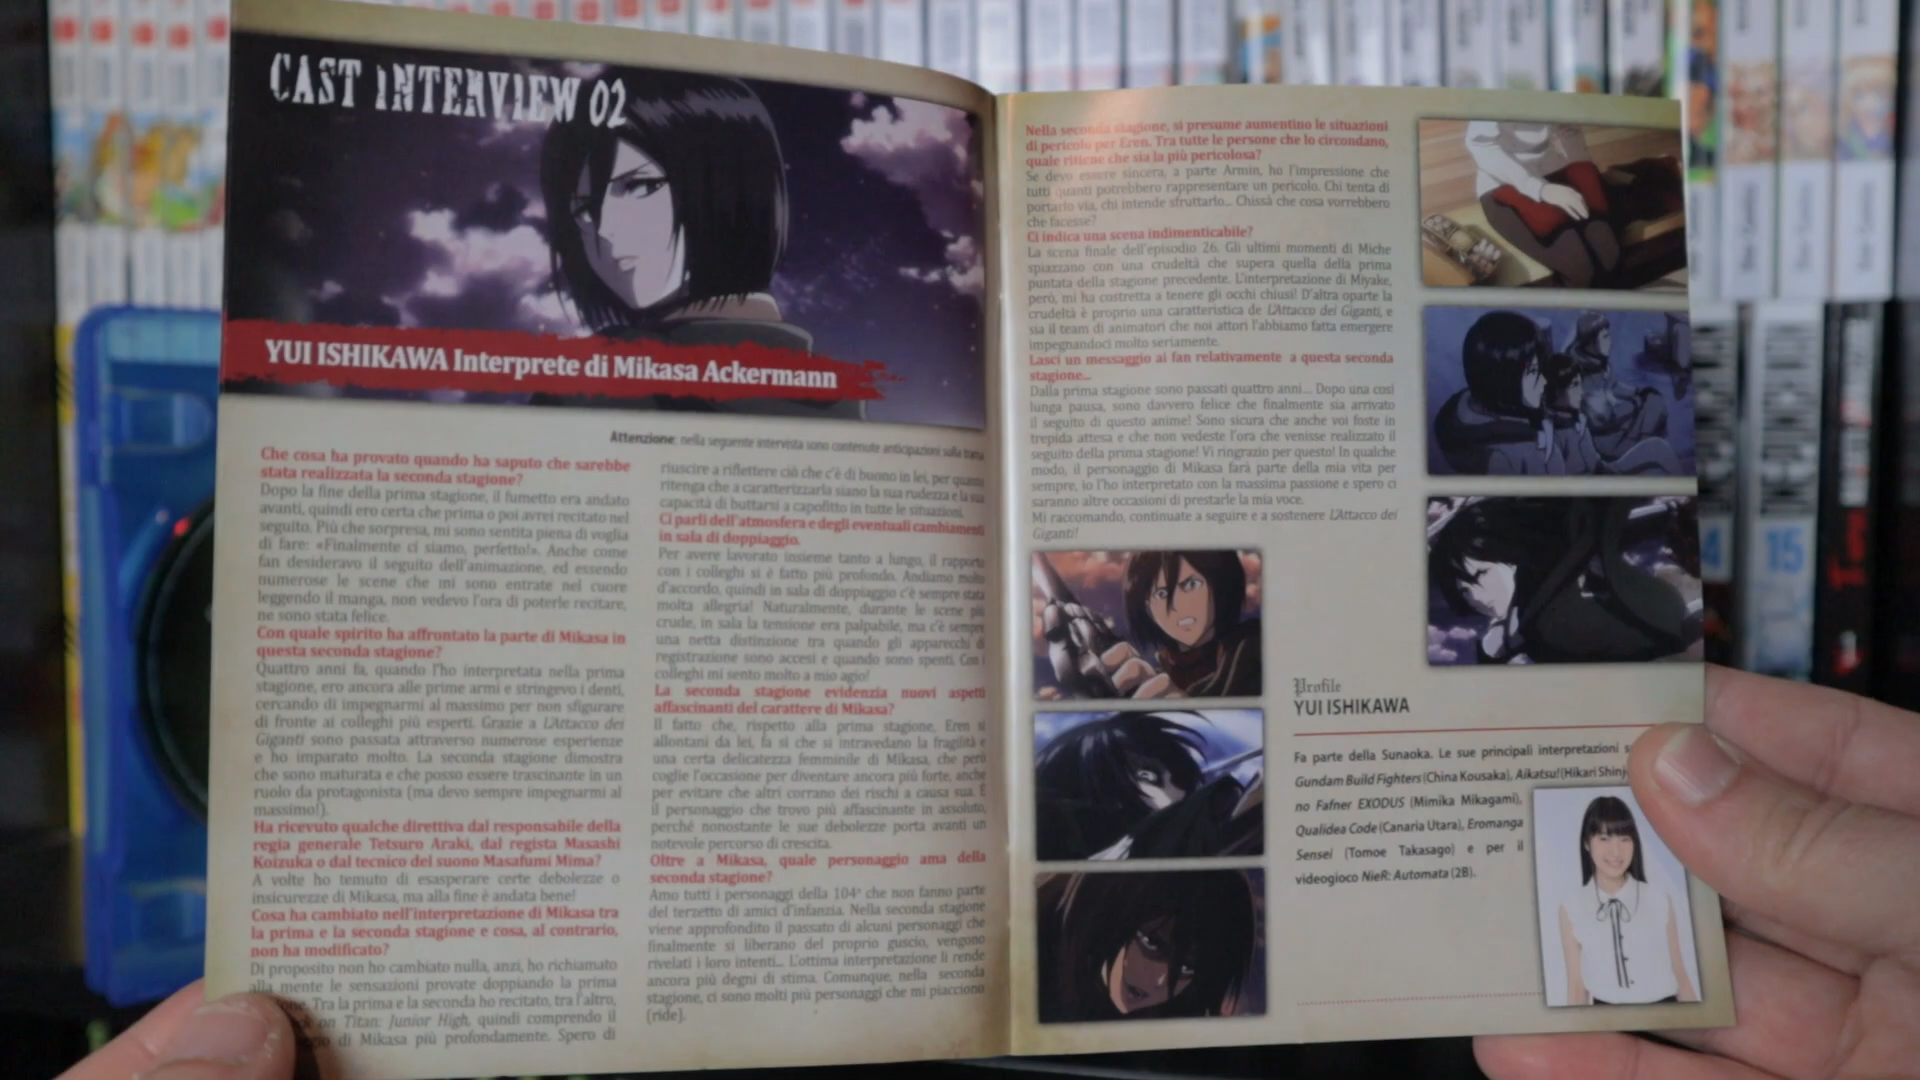 CAST INTERVIEW 02
YUI ISHIKAWA Interprete di Mikasa Ackermann
Attenzione: nella seguente intervista sono contenute anticipazioni sulla trama
Che cosa ha provato quando ha saputo che sarebbe
stata realizzata la seconda stagione?
Dopo la fine della prima stagione, il fumetto era andato
avanti, quindi ero certa che prima o poi avrei recitato nel
seguito. Più che sorpresa, mi sono sentita piena di voglia
di fare: «Finalmente ci siamo, perfetto!». Anche come
fan desideravo il seguito dell'animazione, ed essendo
numerose le scene che mi sono entrate nel cuore
leggendo il manga, non vedevo l'ora di poterle recitare,
ne sono stata felice.
Con quale spirito ha affrontato la parte di Mikasa in
questa seconda stagione?
Quattro anni fa, quando l'ho interpretata nella prima
stagione, ero ancora alle prime armi e stringevo i denti,
cercando di impegnarmi al massimo per non sfigurare
di fronte ai colleghi più esperti. Grazie a L'Attacco dei
Giganti sono passata attraverso numerose esperienze
e ho imparato molto. La seconda stagione dimostra
che sono maturata e che posso essere trascinante in un
ruolo da protagonista (ma devo sempre impegnarmi al
massimo!).
Ha ricevuto qualche direttiva dal responsabile della
regia generale Tetsuro Araki, dal regista Masashi
Koizuka o dal tecnico del suono Masafumi Mima?
A volte ho temuto di esasperare certe debolezze o
insicurezze di Mikasa, ma alla fine è andata bene!
Cosa ha cambiato nell'interpretazione di Mikasa tra
la prima e la seconda stagione e cosa, al contrario,
non ha modificato?
Di proposito non ho cambiato nulla, anzi, ho richiamato
alla mente le sensazioni provate doppiando la prima
Tra la prima e la seconda ho recitato, tra l'altro,
on Titan: Junior High, quindi comprendo il
di Mikasa più profondamente. Spero di
riuscire a riflettere ciò che c'è di buono in lei, per quanto
ritenga che a caratterizzarla siano la sua rudezza e la sua
capacità di buttarsi a capofitto in tutte le situazioni.
Ci parli dell'atmosfera e degli eventuali cambiamenti
in sala di doppiaggio.
Per avere lavorato insieme tanto a lungo, il rapporto
con i colleghi si è fatto più profondo. Andiamo molto
d'accordo, quindi in sala di doppiaggio c'è sempre stata
molta allegria! Naturalmente, durante le scene più
crude, in sala la tensione era palpabile, ma c'è sempre
una netta distinzione tra quando gli apparecchi di
registrazione sono accesi e quando sono spenti. Con i
colleghi mi sento molto a mio agio!
La seconda stagione evidenzia nuovi aspetti
affascinanti del carattere di Mikasa?
Il fatto che, rispetto alla prima stagione, Eren si
allontani da lei, fa sì che si intravedano la fragilità e
una certa delicatezza femminile di Mikasa, che però
coglie l'occasione per diventare ancora più forte, anche
per evitare che altri corrano dei rischi a causa sua. È
il personaggio che trovo più affascinante in assoluto,
perché nonostante le sue debolezze porta avanti un
notevole percorso di crescita.
Oltre a Mikasa, quale personaggio ama della
seconda stagione?
Amo tutti i personaggi della 104ª che non fanno parte
del terzetto di amici d'infanzia. Nella seconda stagione
viene approfondito il passato di alcuni personaggi che
finalmente si liberano del proprio guscio, vengono
rivelati i loro intenti... L'ottima interpretazione li rende
ancora più degni di stima. Comunque, nella seconda
stagione, ci sono molti più personaggi che mi piacciono
(ride).
Nella seconda stagione, si presume aumentino le situazioni
di pericolo per Eren. Tra tutte le persone che lo circondano,
quale ritiene che sia la più pericolosa?
Se devo essere sincera, a parte Armin, ho l'impressione che
tutti quanti potrebbero rappresentare un pericolo. Chi tenta di
portarlo via, chi intende sfruttarlo... Chissà che cosa vorrebbero
che facesse?
Ci indica una scena indimenticabile?
La scena finale dell'episodio 26. Gli ultimi momenti di Miche
spiazzano con una crudeltà che supera quella della prima
puntata della stagione precedente. L'interpretazione di Miyake,
però, mi ha costretta a tenere gli occhi chiusi! D'altra oparte la
crudeltà è proprio una caratteristica de L'Attacco dei Giganti, e
sia il team di animatori che noi attori l'abbiamo fatta emergere
impegnandoci molto seriamente.
Lasci un messaggio ai fan relativamente a questa seconda
stagione...
Dalla prima stagione sono passati quattro anni... Dopo una così
lunga pausa, sono davvero felice che finalmente sia arrivato
il seguito di questo anime! Sono sicura che anche voi foste in
trepida attesa e che non vedeste l'ora che venisse realizzato il
seguito della prima stagione! Vi ringrazio per questo! In qualche
modo, il personaggio di Mikasa farà parte della mia vita per
sempre, io l'ho interpretato con la massima passione e spero ci
saranno altre occasioni di prestarle la mia voce.
Mi raccomando, continuate a seguire e a sostenere L'Attacco dei
Giganti!
Profile
YUI ISHIKAWA
Fa parte della Sunaoka. Le sue principali interpretazioni
Gundam Build Fighters (China Kousaka), Aikatsu! (Hikari
no Fafner EXODUS (Mimika Mikagami),
Qualidea Code (Canaria Utara), Eromanga
Sensei (Tomoe Takasago) e per il
videogioco NieR: Automata (2B).
15